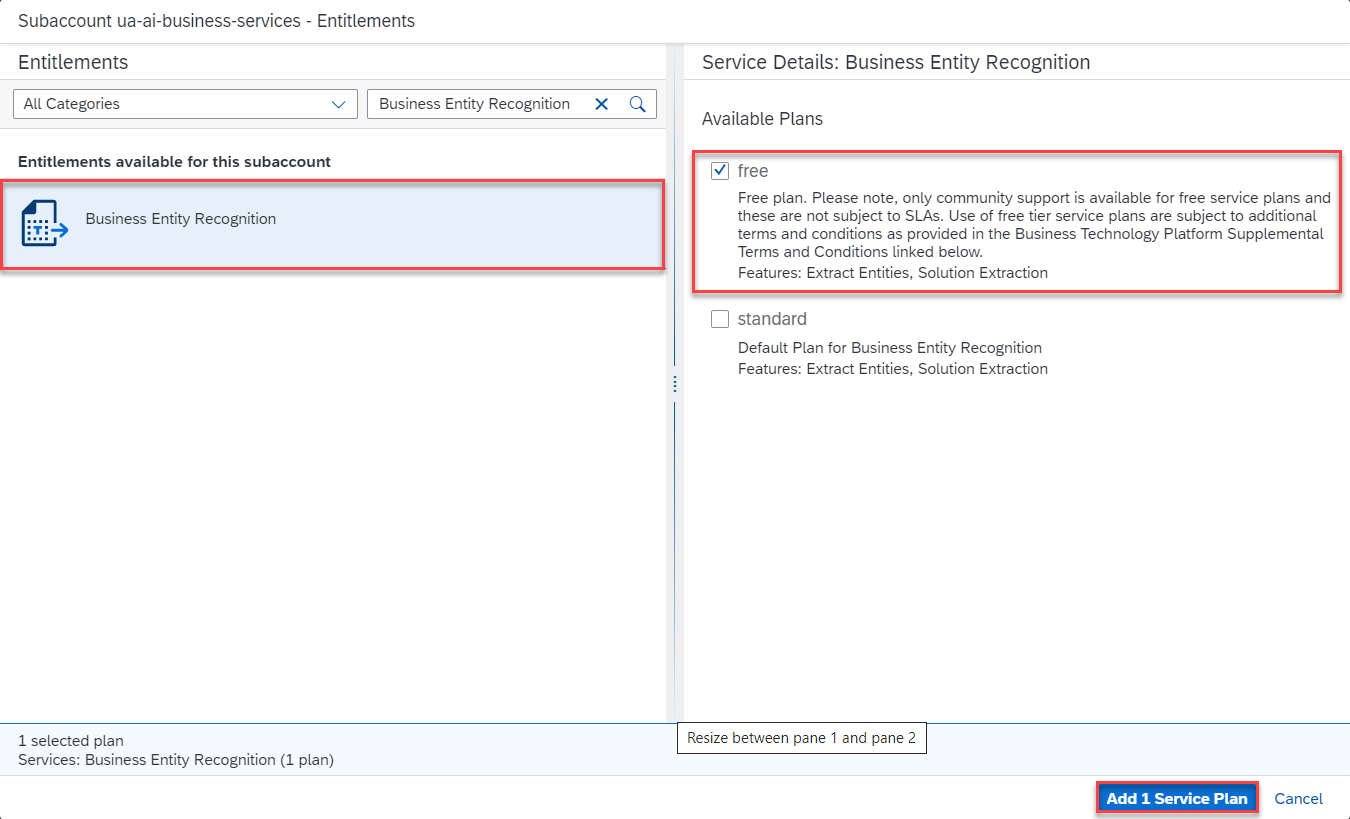 Subaccount ua-ai-business-services - Entitlements
Entitlements
All Categories
Business Entity Recognition
Entitlements available for this subaccount
T
Business Entity Recognition
Service Details: Business Entity Recognition
Available Plans
free
Free plan. Please note, only community support is available for free service plans and
these are not subject to SLAs. Use of free tier service plans are subject to additional
terms and conditions as provided in the Business Technology Platform Supplemental
Terms and Conditions linked below.
Features: Extract Entities, Solution Extraction
standard
Default Plan for Business Entity Recognition
Features: Extract Entities, Solution Extraction
1 selected plan
Services: Business Entity Recognition (1 plan)
Resize between pane 1 and pane 2
Add 1 Service Plan
Cancel